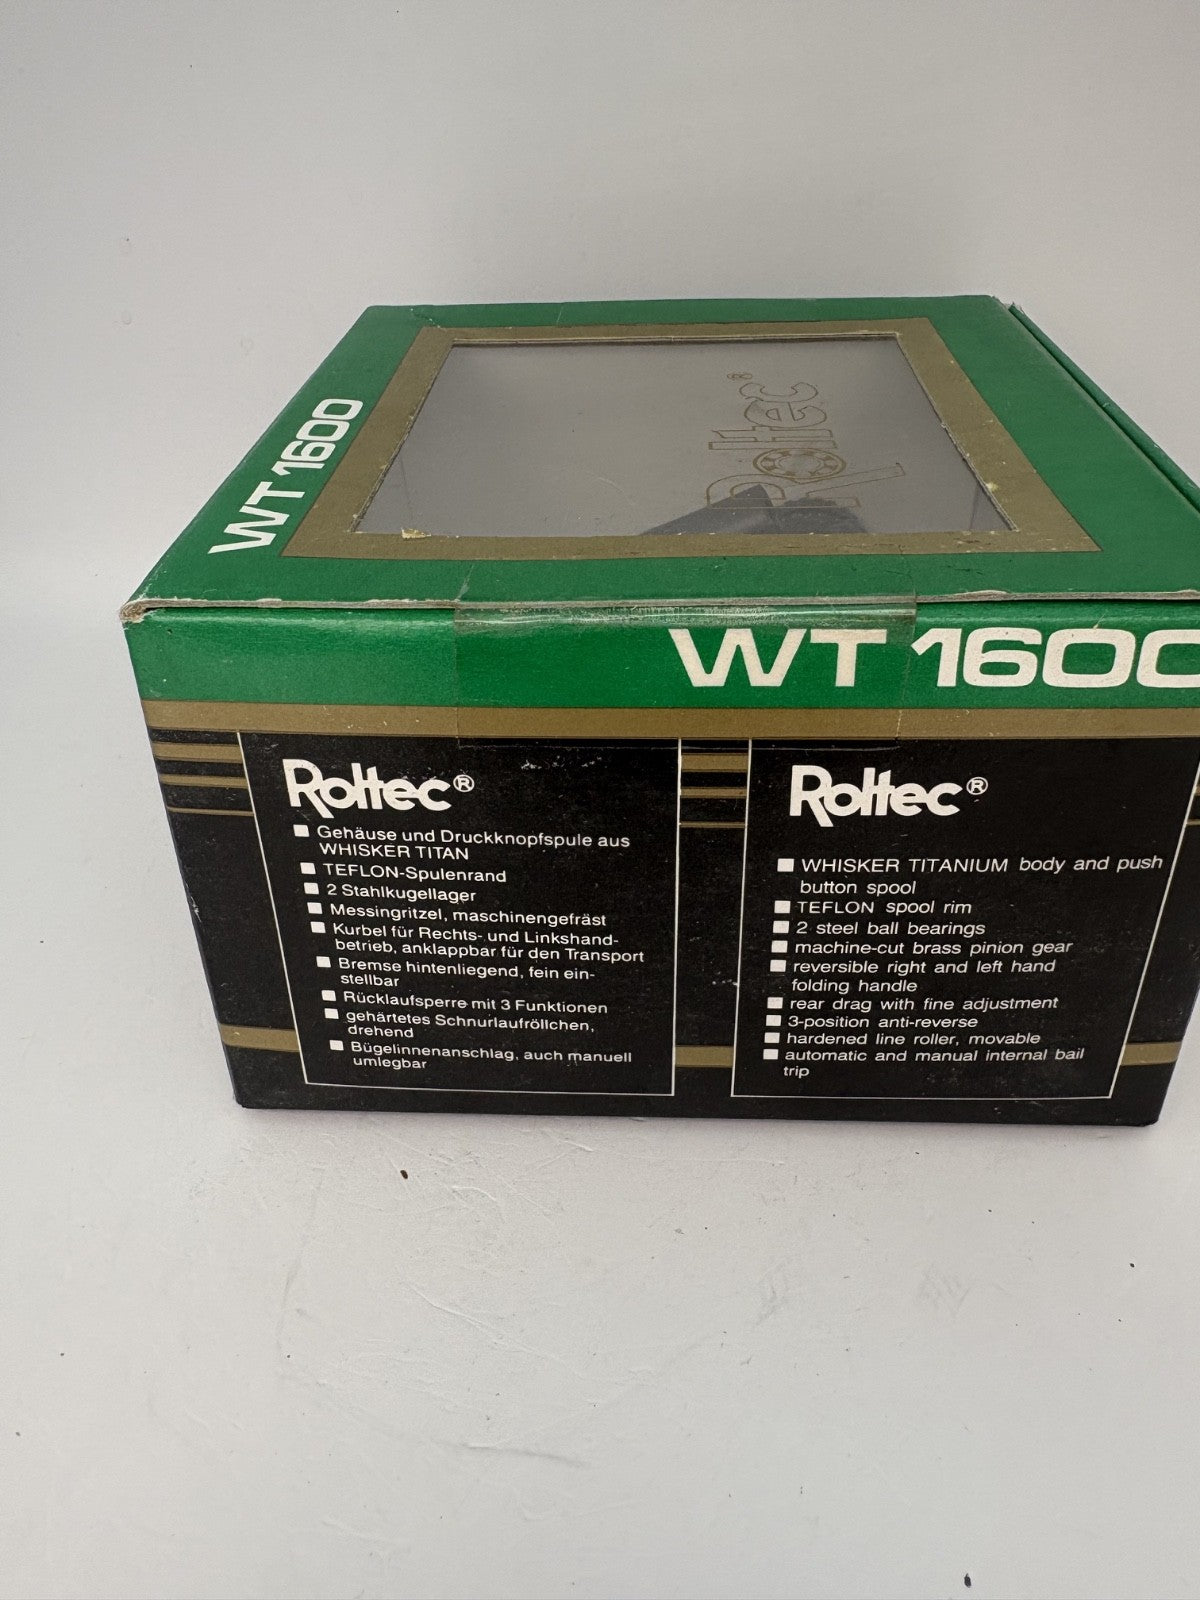 WT 1600
Roltec®
WT 1600
Roltec®
■ Gehäuse und Druckknopfspule aus
WHISKER TITAN
■ TEFLON-Spulenrand
■ 2 Stahlkugellager
■ Messingritzel, maschinengefräst
■ Kurbel für Rechts- und Linkshand-
betrieb, anklappbar für den Transport
■ Bremse hintenliegend, fein ein-
stellbar
■ Rücklaufsperre mit 3 Funktionen
■ gehärtetes Schnurlaufröllchen,
drehend
■ Bügelinnenanschlag, auch manuell
umlegbar
Roltec®
■ WHISKER TITANIUM body and push
button spool
■ TEFLON spool rim
■ 2 steel ball bearings
■ machine-cut brass pinion gear
■ reversible right and left hand
folding handle
■ rear drag with fine adjustment
■ 3-position anti-reverse
■ hardened line roller, movable
■ automatic and manual internal bail
trip